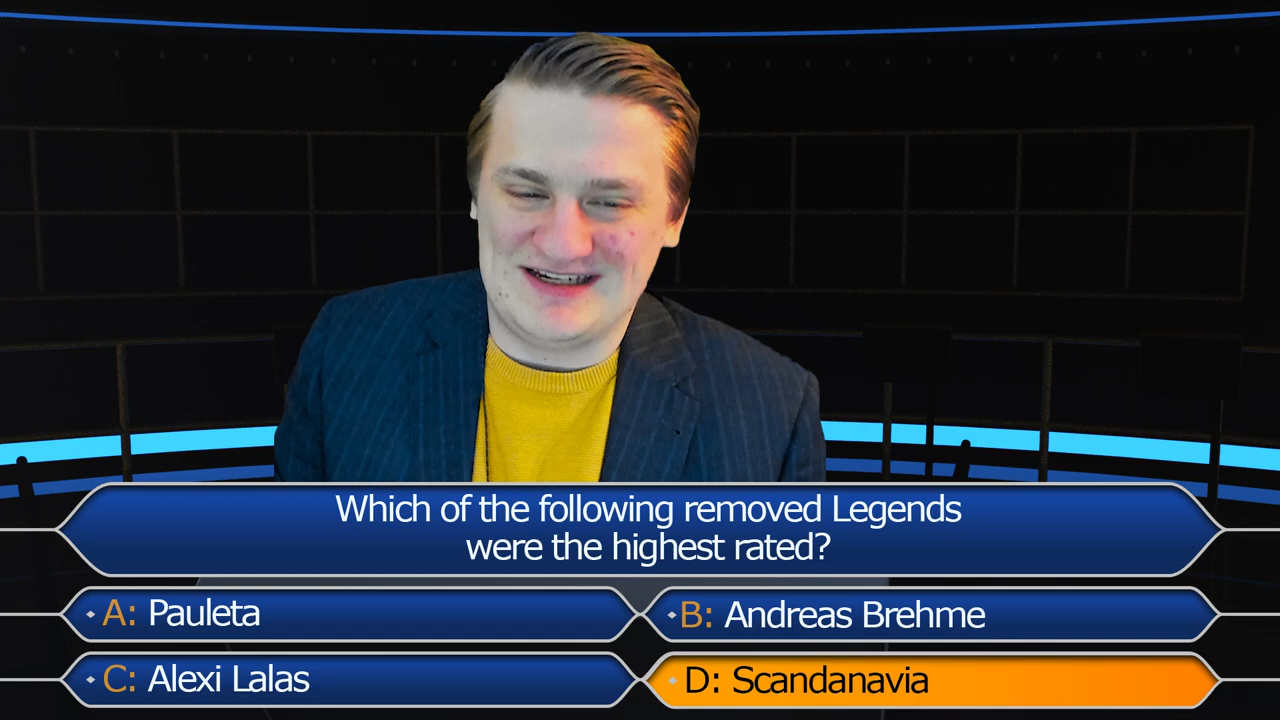 Which of the following removed Legends
were the highest rated?
A: Pauleta
B: Andreas Brehme
C: Alexi Lalas
D: Scandanavia